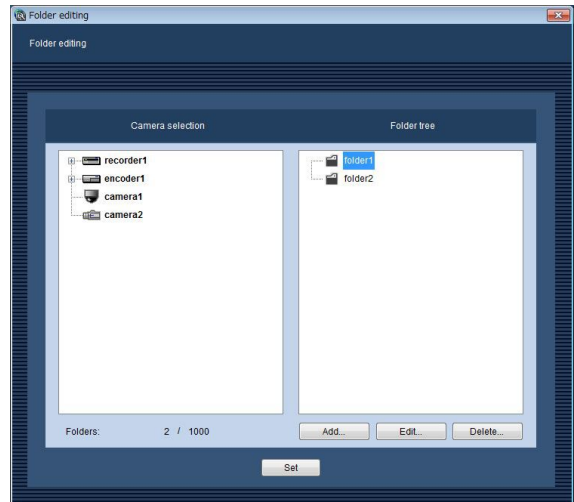 Folder editing
Folder editing
Camera selection
Folder tree
recorder1
encoder1
camera1
camera2
folder1
folder2
Folders: 2 / 1000
Add... Edit... Delete...
Set